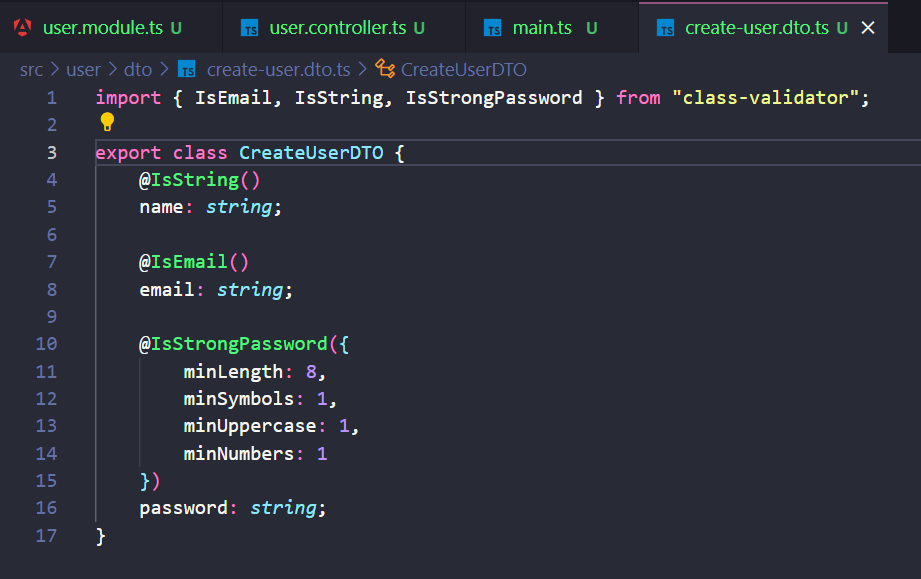 user.module.ts U user.controller.ts U main.ts U create-user.dto.ts U
src > user > dto > TS create-user.dto.ts > CreateUserDTO
1 import { IsEmail, IsString, IsStrongPassword } from "class-validator";
2
3 export class CreateUserDTO {
4 @IsString()
5 name: string;
6
7 @IsEmail()
8 email: string;
9
10 @IsStrongPassword({
11 minLength: 8,
12 minSymbols: 1,
13 minUppercase: 1,
14 minNumbers: 1
15 })
16 password: string;
17 }